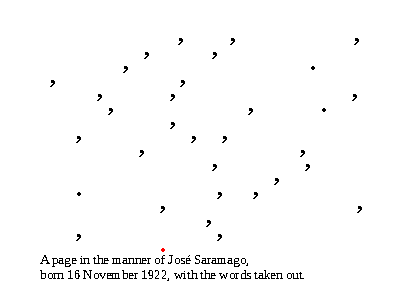 A page in the manner of José Saramago,
born 16 November 1922, with the words taken out.